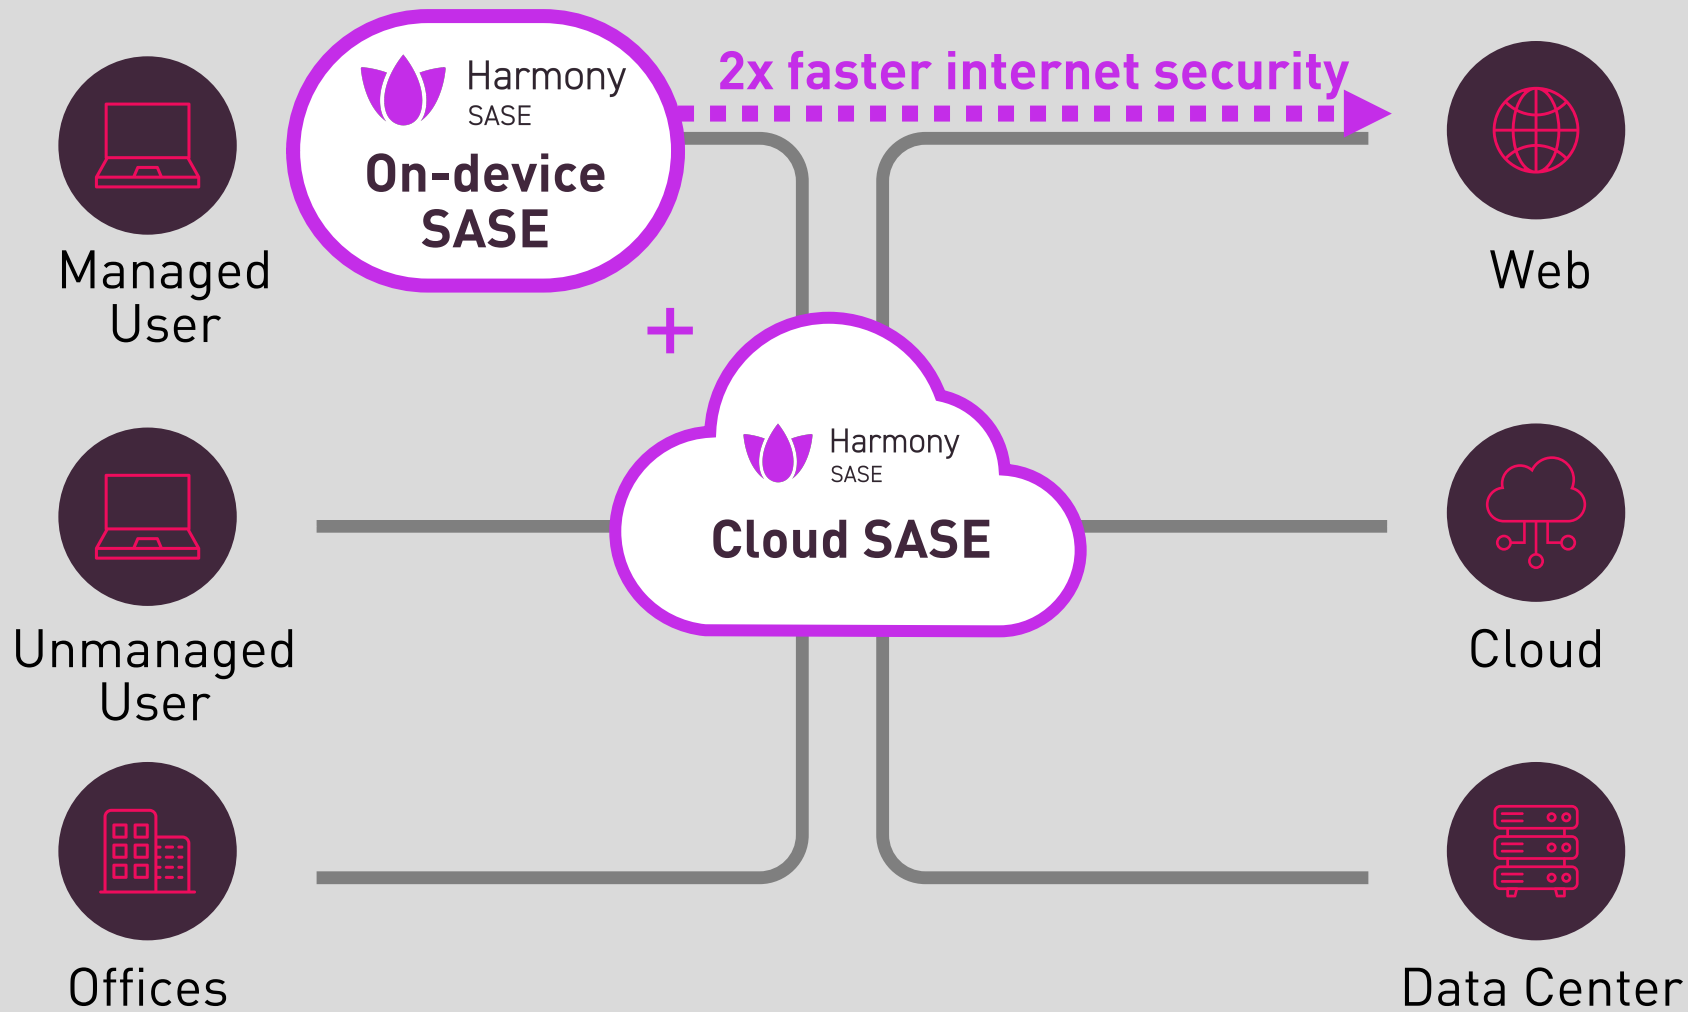 Harmony
SASE
On-device
SASE
2x faster internet security
Managed
User
Web
+
Harmony
SASE
Cloud SASE
Unmanaged
User
Cloud
Offices
Data Center